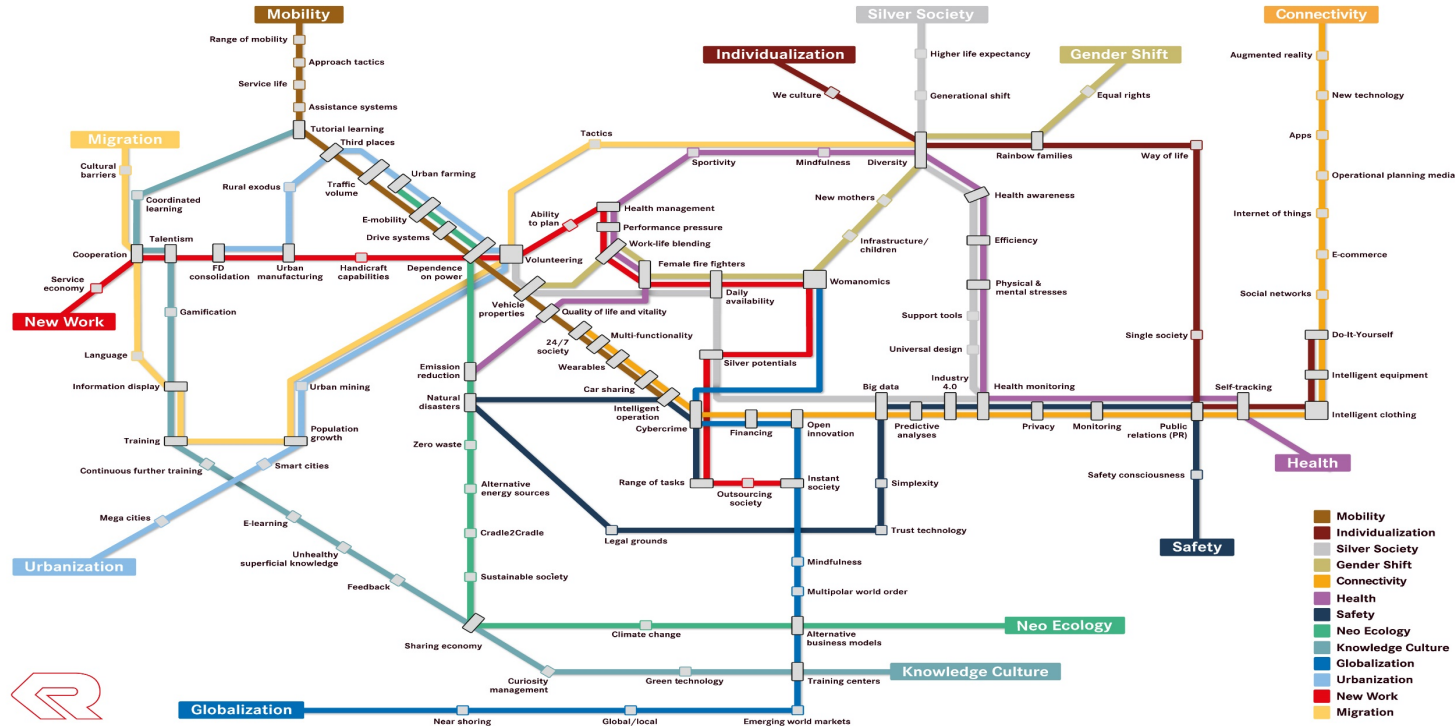 Mobility
Silver Society
Connectivity
Range of mobility
Individualization
Higher life expectancy
Gender Shift
Augmented reality
Approach tactics
Service life
We culture
Generational shift
Equal rights
New technology
Assistance systems
Tutorial learning
Migration
Third places
Tactics
Apps
Cultural
barriers
Sportivity
Mindfulness
Diversity
Rainbow families
Way of life
Traffic
volume
Urban farming
Operational planning media
Rural exodus
Coordinated
learning
New mothers
Health awareness
E-mobility
Ability
to plan
Health management
Internet of things
Performance pressure
Drive systems
Talentism
Work-life blending
Infrastructure/
children
Efficiency
Cooperation
FD
consolidation
Urban
manufacturing
Handicraft
capabilities
Dependence
on power
Volunteering
Female fire fighters
E-commerce
Service
economy
Daily
availability
Womanomics
Physical &
mental stresses
Social networks
Vehicle
properties
Quality of life and vitality
New Work
Gamification
Support tools
Multi-functionality
24/7
society
Single society
Do-It-Yourself
Language
Universal design
Silver potentials
Wearables
Emission
reduction
Information display
Urban mining
Car sharing
Big data
Industry
4.0
Health monitoring
Self-tracking
Intelligent equipment
Natural
disasters
Intelligent
operation
Cybercrime
Financing
Open
innovation
Predictive
analyses
Privacy
Monitoring
Public
relations (PR)
Intelligent clothing
Training
Population
growth
Zero waste
Continuous further training
Smart cities
Health
Alternative
energy sources
Range of tasks
Outsourcing
society
Instant
society
Simplexity
Safety consciousness
Mega cities
E-learning
Cradle2Cradle
Legal grounds
Trust technology
Safety
Unhealthy
superficial knowledge
Urbanization
Feedback
Sustainable society
Mindfulness
Multipolar world order
Sharing economy
Climate change
Alternative
business models
Neo Ecology
Curiosity
management
Green technology
Training centers
Knowledge Culture
Globalization
Near shoring
Global/local
Emerging world markets
Mobility
Individualization
Silver Society
Gender Shift
Connectivity
Health
Safety
Neo Ecology
Knowledge Culture
Globalization
Urbanization
New Work
Migration